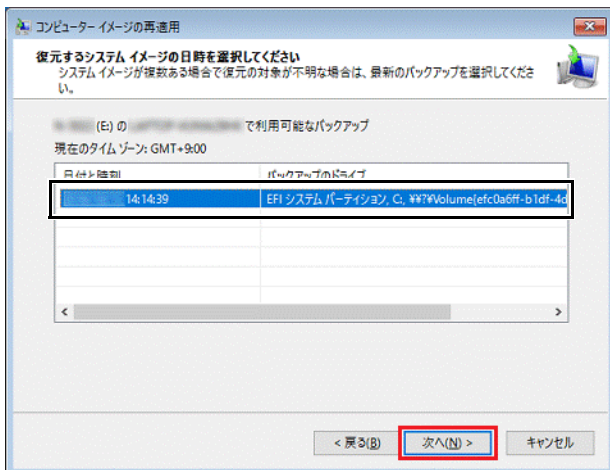 コンピューター イメージの再適用
復元するシステム イメージの日時を選択してください
システム イメージが複数ある場合で復元の対象が不明な場合は、最新のバックアップを選択してくださ
い。
(E:) の で利用可能なバックアップ
現在のタイム ゾーン: GMT+9:00
日付と時刻 バックアップのドライブ
14:14:39 EFI システム パーティション, C:, ¥¥?¥Volume{efc0a6ff-b1df-4d
< 戻る(B) 次へ(N) > キャンセル